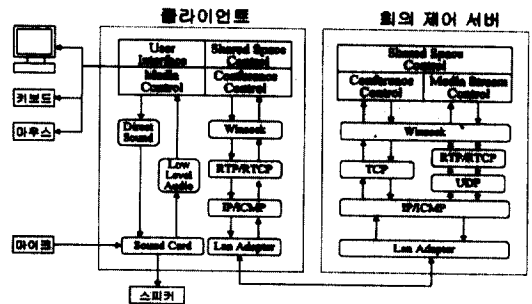 클라이언트
회의 제어 서버
User
Interface
Media
Control
Shared Space
Control
Conference
Control
키보드
마우스
Direct
Sound
Low
Level
Audio
Winsock
RTP/RTCP
IP/ICMP
마이크
Sound Card
Lan Adapter
스피커
Shared Space
Control
Conference
Control
Media Stream
Control
Winsock
TCP
RTP/RTCP
UDP
IP/ICMP
Lan Adapter